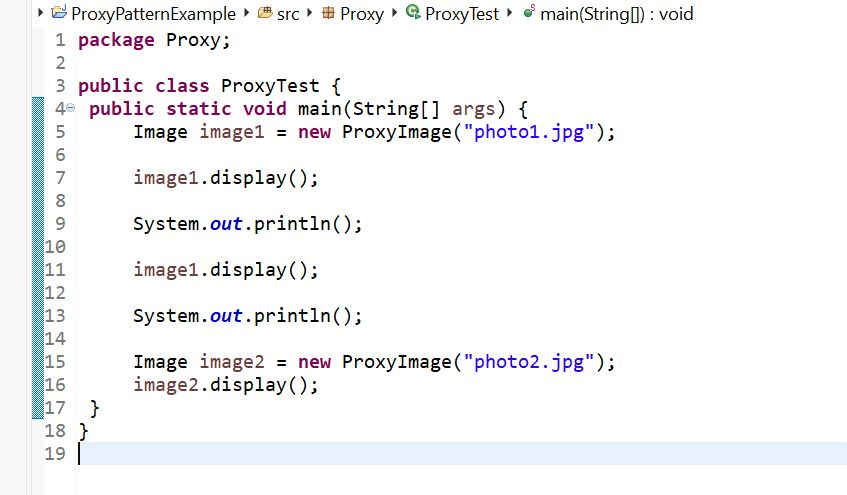 ProxyPatternExample src Proxy ProxyTest main(String[]) : void
1 package Proxy;
2
3 public class ProxyTest {
4 public static void main(String[] args) {
5 Image image1 = new ProxyImage("photo1.jpg");
6
7 image1.display();
8
9 System.out.println();
10
11 image1.display();
12
13 System.out.println();
14
15 Image image2 = new ProxyImage("photo2.jpg");
16 image2.display();
17 }
18 }
19